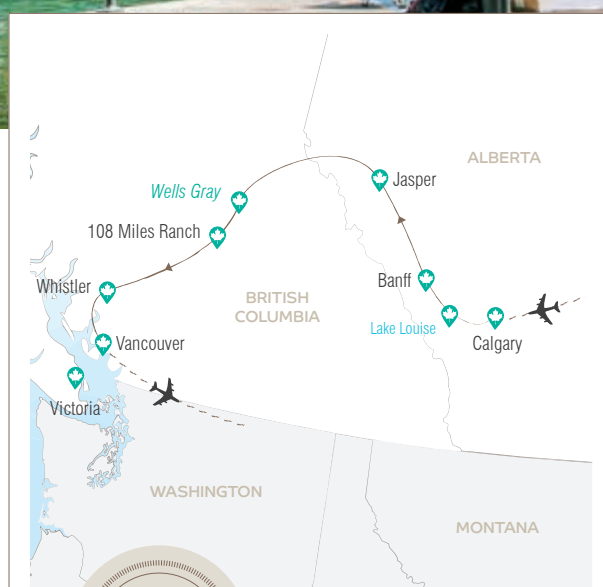 ALBERTA
Jasper
Wells Gray
108 Miles Ranch
Banff
Whistler
BRITISH
COLUMBIA
Lake Louise
Calgary
Vancouver
Victoria
WASHINGTON
MONTANA